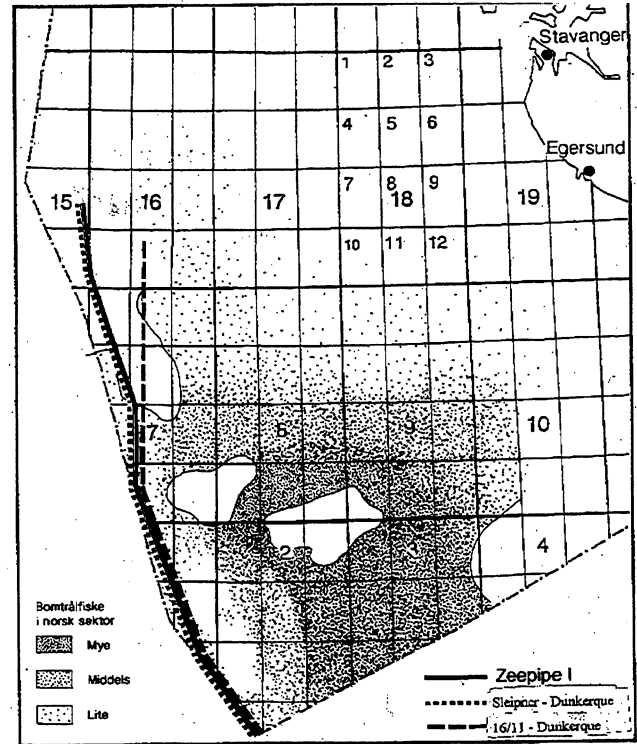 Stavanger
1 2 3
4 5 6
Egersund
7 8 9
15 16 17 18 19
10 11 12
7 8 9 10
2 3 4
Bomtrålfiske
i norsk sektor
Mye
Middels
Lite
Zeepipe I
Sleipner - Dunkerque
16/11 - Dunkerque